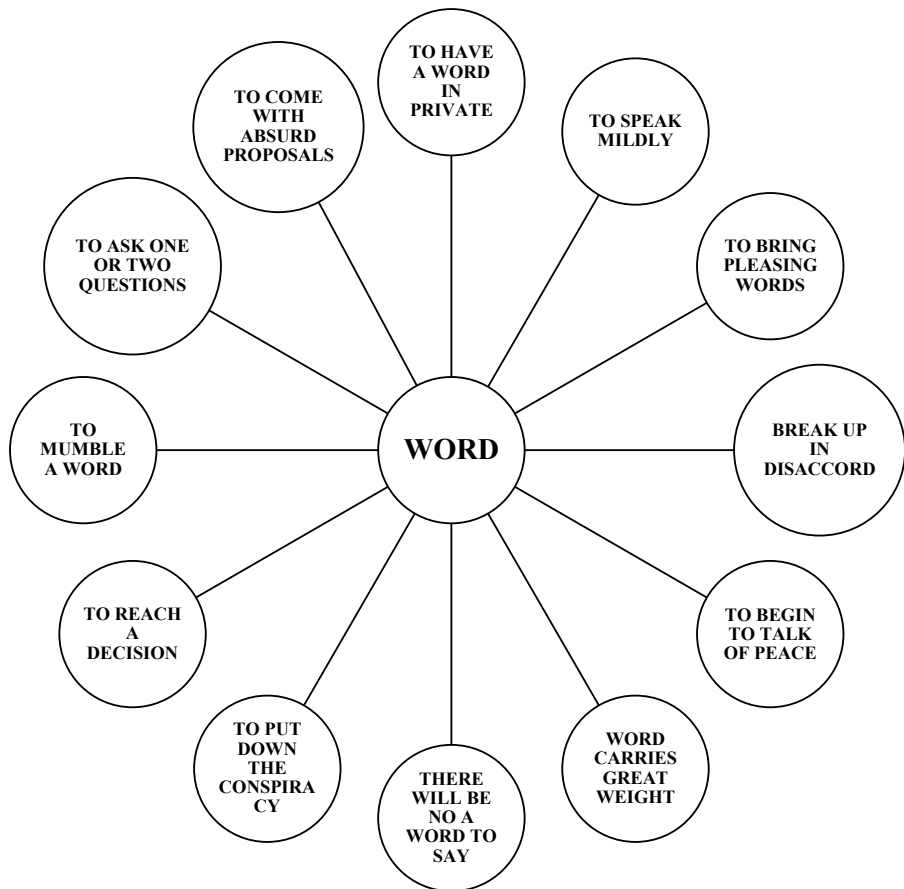 TO HAVE
A WORD
IN
PRIVATE
TO SPEAK
MILDLY
TO BRING
PLEASING
WORDS
BREAK UP
IN
DISACCORD
TO BEGIN
TO TALK
OF PEACE
WORD
CARRIES
GREAT
WEIGHT
THERE
WILL BE
NO A
WORD TO
SAY
TO PUT
DOWN
THE
CONSPIRA
CY
TO REACH
A
DECISION
TO
MUMBLE
A WORD
TO ASK ONE
OR TWO
QUESTIONS
TO COME
WITH
ABSURD
PROPOSALS
WORD